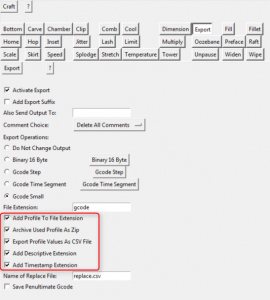 Craft ?
Bottom Carve Chamber Clip Comb Cool Dimension Export Fill Fillet
Home Hop Inset Jitter Lash Limit Multiply Oozebane Preface Raft
Scale Skirt Speed Splodge Stretch Temperature Tower Unpause Widen Wipe
Export ?
Activate Export
Add Export Suffix
Also Send Output To:
Comment Choice: Delete All Comments
Export Operations:
Do Not Change Output
Binary 16 Byte Binary 16 Byte
Gcode Step Gcode Step
Gcode Time Segment Gcode Time Segment
Gcode Small
File Extension: gcode
Add Profile To File Extension
Archive Used Profile As Zip
Export Profile Values As CSV File
Add Descriptive Extension
Add Timestamp Extension
Name of Replace File: replace.csv
Save Penultimate Gcode